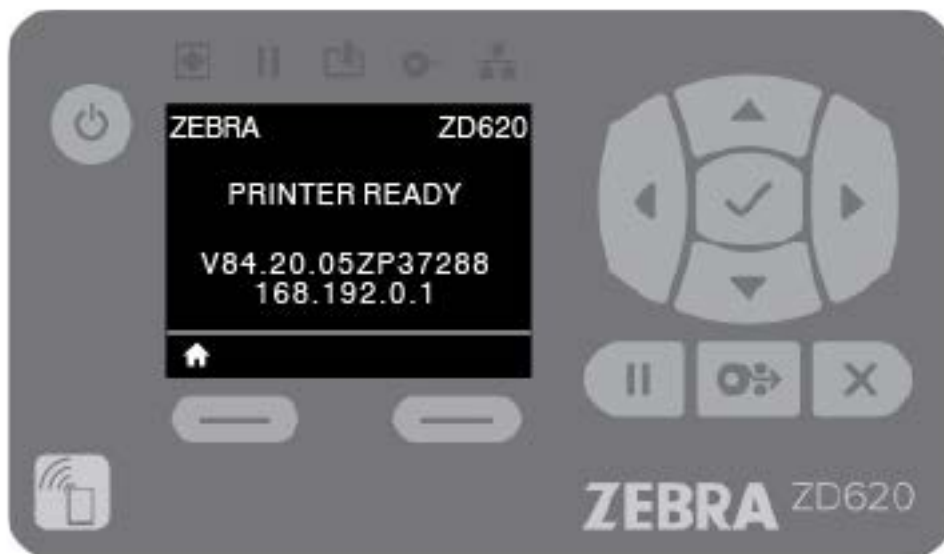 ZEBRA ZD620
PRINTER READY
V84.20.05ZP37288
168.192.0.1
ZEBRA ZD620